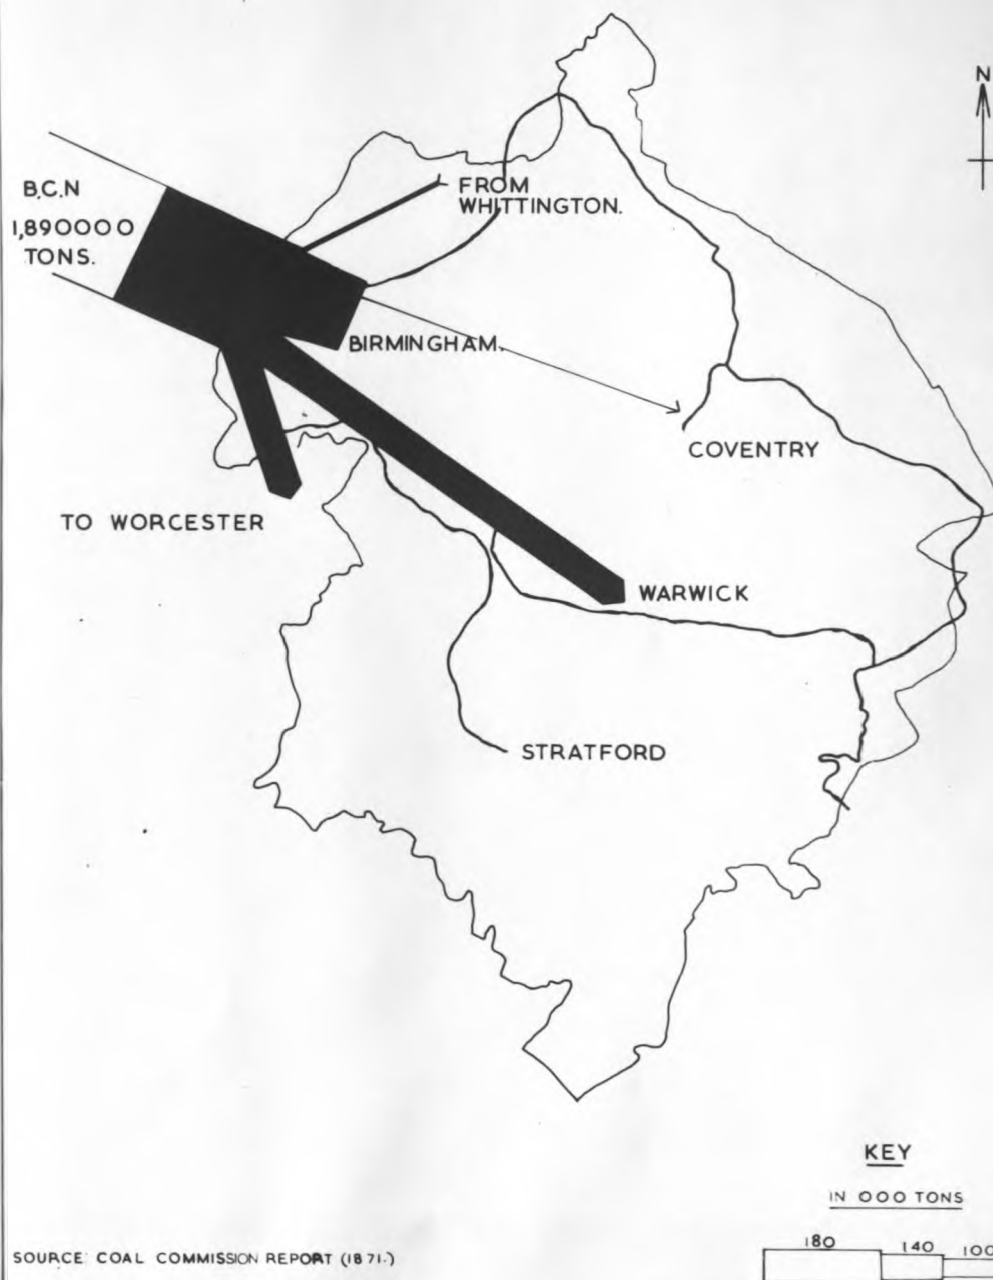 N
B.C.N
1,890000
TONS.
FROM
WHITTINGTON.
BIRMINGHAM.
COVENTRY
TO WORCESTER
WARWICK
STRATFORD
KEY
IN 000 TONS
180 140 100
SOURCE: COAL COMMISSION REPORT (1871.)